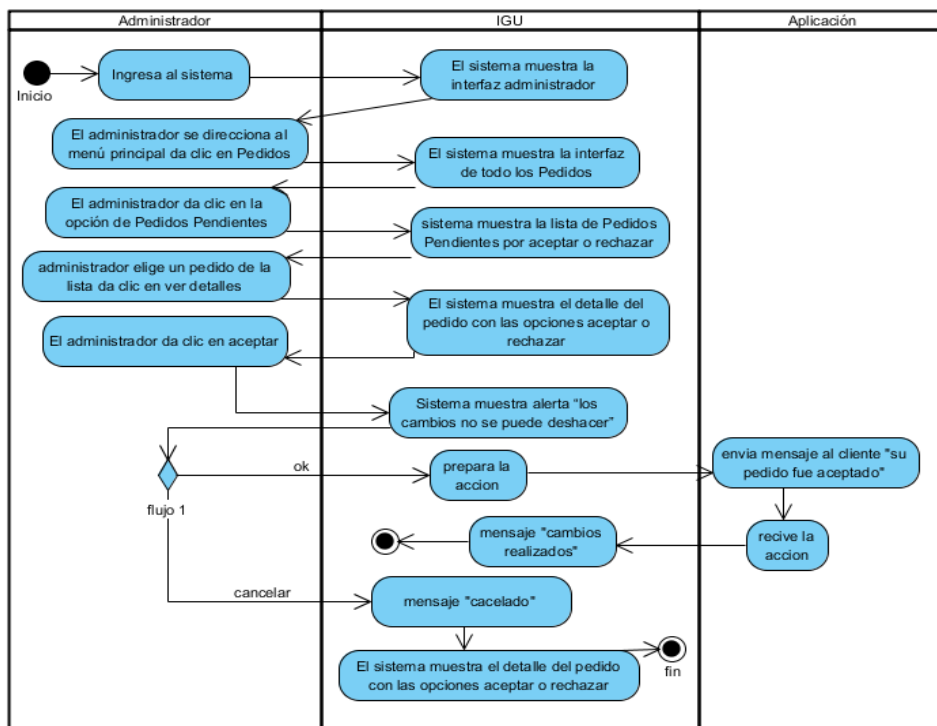 Administrador
IGU
Aplicación
Inicio
Ingresa al sistema
El sistema muestra la
interfaz administrador
El administrador se direcciona al
menú principal da clic en Pedidos
El sistema muestra la interfaz
de todo los Pedidos
El administrador da clic en la
opción de Pedidos Pendientes
sistema muestra la lista de Pedidos
Pendientes por aceptar o rechazar
administrador elige un pedido de la
lista da clic en ver detalles
El sistema muestra el detalle del
pedido con las opciones aceptar o
rechazar
El administrador da clic en aceptar
Sistema muestra alerta “los
cambios no se puede deshacer”
flujo 1
ok
prepara la
accion
envia mensaje al cliente "su
pedido fue aceptado"
recive la
accion
mensaje "cambios
realizados"
cancelar
mensaje "cacelado"
El sistema muestra el detalle del pedido
con las opciones aceptar o rechazar
fin